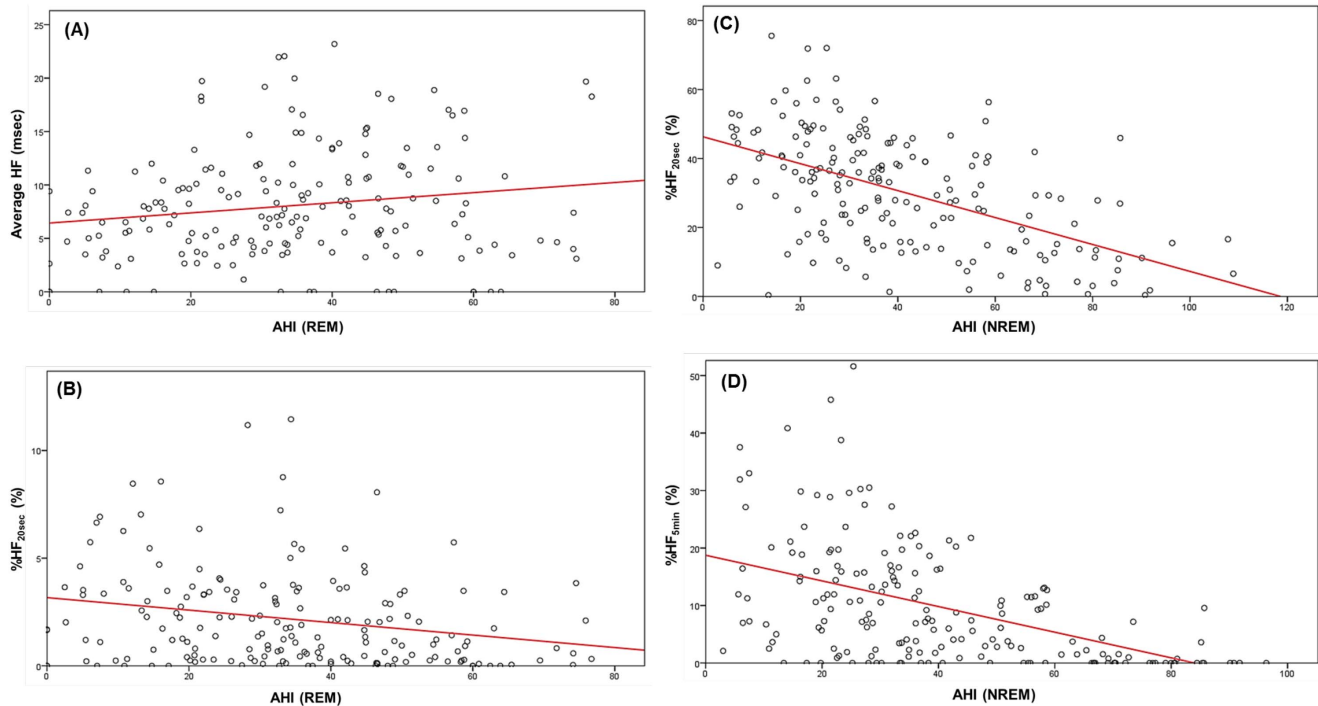 (A)
Average HF (msec)
25
20
15
10
5
0
0 20 40 60 80
AHI (REM)
(C)
%HF20sec (%)
80
60
40
20
0
0 20 40 60 80 100 120
AHI (NREM)
(B)
%HF20sec (%)
10
5
0
0 20 40 60 80
AHI (REM)
(D)
%HF5min (%)
50
40
30
20
10
0
0 20 40 60 80 100
AHI (NREM)